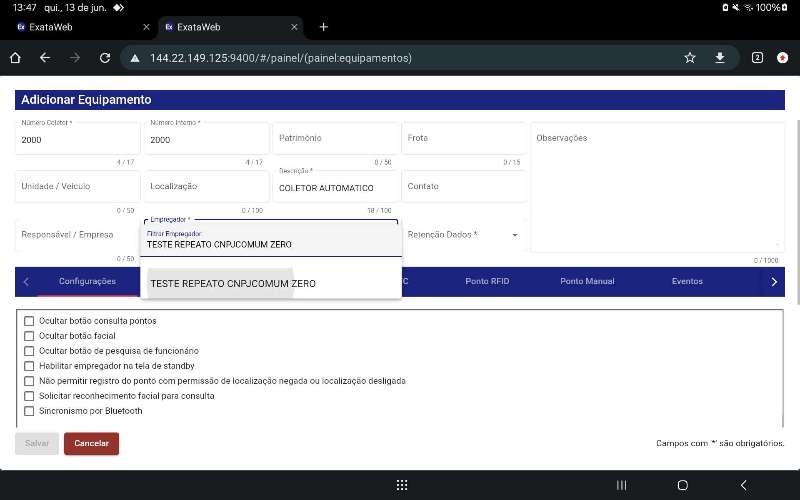 13:47 qui., 13 de jun.
100%
ExataWeb
ExataWeb
144.22.149.125:9400/#/painel/(painel:equipamentos)
2
Adicionar Equipamento
Número Coletor *
2000
4 / 17
Número Interno *
2000
4 / 17
Patrimônio
0 / 50
Frota
0 / 15
Observações
0 / 1000
Unidade / Veículo
0 / 50
Localização
0 / 100
Descrição *
COLETOR AUTOMATICO
18 / 100
Contato
Responsável / Empresa
0 / 50
Empregador *
Filtrar Empregador:
TESTE REPEATO CNPJCOMUM ZERO
TESTE REPEATO CNPJCOMUM ZERO
Retenção Dados *
Configurações
C
Ponto RFID
Ponto Manual
Eventos
Ocultar botão consulta pontos
Ocultar botão facial
Ocultar botão de pesquisa de funcionário
Habilitar empregador na tela de standby
Não permitir registro do ponto com permissão de localização negada ou localização desligada
Solicitar reconhecimento facial para consulta
Sincronismo por Bluetooth
Salvar
Cancelar
Campos com '*' são obrigatórios.